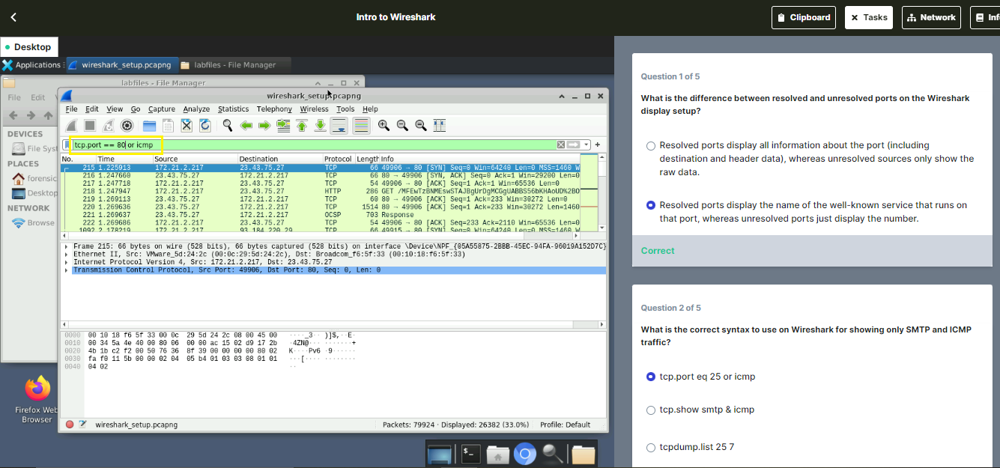 Intro to Wireshark
Clipboard
Tasks
Network
Desktop
Applications
wireshark_setup.pcapng
labfiles - File Manager
labfiles - File Manager
File Edit
DEVICES
File Syst
PLACES
forensic
Desktop
NETWORK
Browse
wireshark_setup.pcapng
File Edit View Go Capture Analyze Statistics Telephony Wireless Tools Help
tcp.port == 80 or icmp
No. Time Source Destination Protocol Length Info
215 1.225913 172.21.2.217 23.43.75.27 TCP 66 49906 → 80 [SYN] Seq=0 Win=64240 Len=0 MSS=1460 W
216 1.247660 23.43.75.27 172.21.2.217 TCP 66 80 → 49906 [SYN, ACK] Seq=0 Ack=1 Win=29200 Len=0
217 1.247718 172.21.2.217 23.43.75.27 TCP 54 49906 → 80 [ACK] Seq=1 Ack=1 Win=65536 Len=0
218 1.247947 172.21.2.217 23.43.75.27 HTTP 286 GET /MFEwTzBNMEswSTAJBgUrDgMCGgUABBS56bKHAoUD%2BO
219 1.269113 23.43.75.27 172.21.2.217 TCP 60 80 → 49906 [ACK] Seq=1 Ack=233 Win=30272 Len=0
220 1.269636 23.43.75.27 172.21.2.217 TCP 1514 80 → 49906 [ACK] Seq=1 Ack=233 Win=30272 Len=1460
221 1.269637 23.43.75.27 172.21.2.217 OCSP 703 Response
222 1.269686 172.21.2.217 23.43.75.27 TCP 54 49906 → 80 [ACK] Seq=233 Ack=2110 Win=65536 Len=0
1092 2.178219 172.21.2.217 93.184.220.29 TCP 66 49915 → 80 [SYN] Seq=0 Win=64240 Len=0 MSS=1460 W
Frame 215: 66 bytes on wire (528 bits), 66 bytes captured (528 bits) on interface \Device\NPF_{05A55875-2BBB-45EC-94FA-96019A152D7C}
Ethernet II, Src: VMware_5d:24:2c (00:0c:29:5d:24:2c), Dst: Broadcom_f6:5f:33 (00:10:18:f6:5f:33)
Internet Protocol Version 4, Src: 172.21.2.217, Dst: 23.43.75.27
Transmission Control Protocol, Src Port: 49906, Dst Port: 80, Seq: 0, Len: 0
0000 00 10 18 f6 5f 33 00 0c 29 5d 24 2c 08 00 45 00 ····_3·· )]$,··E·
0010 00 34 5a 4e 40 00 80 06 00 00 ac 15 02 d9 17 2b ·4ZN@··· ·······+
0020 4b 1b c2 f2 00 50 76 36 8f 39 00 00 00 00 80 02 K····Pv6 ·9······
0030 fa f0 11 5b 00 00 02 04 05 b4 01 03 03 08 01 01 ···[···· ········
0040 04 02 ··
wireshark_setup.pcapng
Packets: 79924 · Displayed: 26382 (33.0%)
Profile: Default
Firefox Web
Browser
Question 1 of 5
What is the difference between resolved and unresolved ports on the Wireshark
display setup?
Resolved ports display all information about the port (including
destination and header data), whereas unresolved sources only show the
raw data.
Resolved ports display the name of the well-known service that runs on
that port, whereas unresolved ports just display the number.
Correct
Question 2 of 5
What is the correct syntax to use on Wireshark for showing only SMTP and ICMP
traffic?
tcp.port eq 25 or icmp
tcp.show smtp & icmp
tcpdump.list 25 7